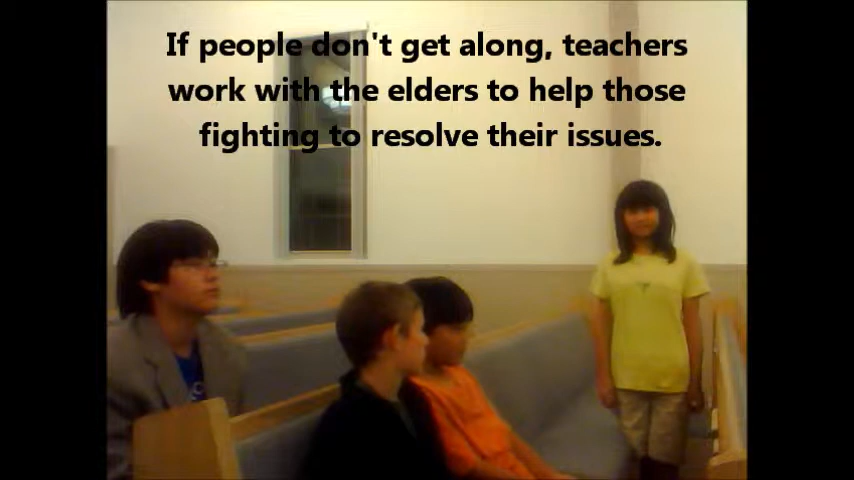 If people don't get along, teachers
work with the elders to help those
fighting to resolve their issues.